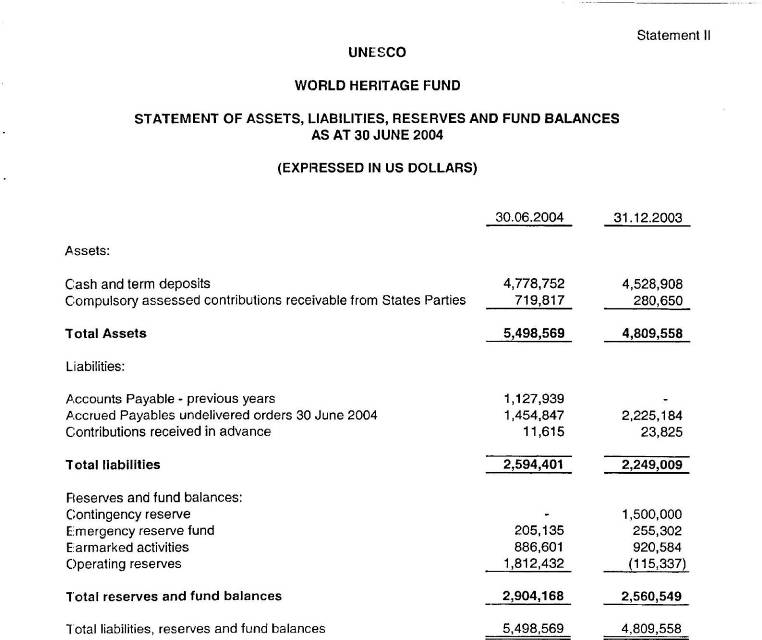 Statement II
UNESCO
WORLD HERITAGE FUND
STATEMENT OF ASSETS, LIABILITIES, RESERVES AND FUND BALANCES
AS AT 30 JUNE 2004
(EXPRESSED IN US DOLLARS)
30.06.2004 31.12.2003
Assets:
Cash and term deposits 4,778,752 4,528,908
Compulsory assessed contributions receivable from States Parties 719,817 280,650
Total Assets 5,498,569 4,809,558
Liabilities:
Accounts Payable - previous years 1,127,939 -
Accrued Payables undelivered orders 30 June 2004 1,454,847 2,225,184
Contributions received in advance 11,615 23,825
Total liabilities 2,594,401 2,249,009
Reserves and fund balances:
Contingency reserve - 1,500,000
Emergency reserve fund 205,135 255,302
Earmarked activities 886,601 920,584
Operating reserves 1,812,432 (115,337)
Total reserves and fund balances 2,904,168 2,560,549
Total liabilities, reserves and fund balances 5,498,569 4,809,558